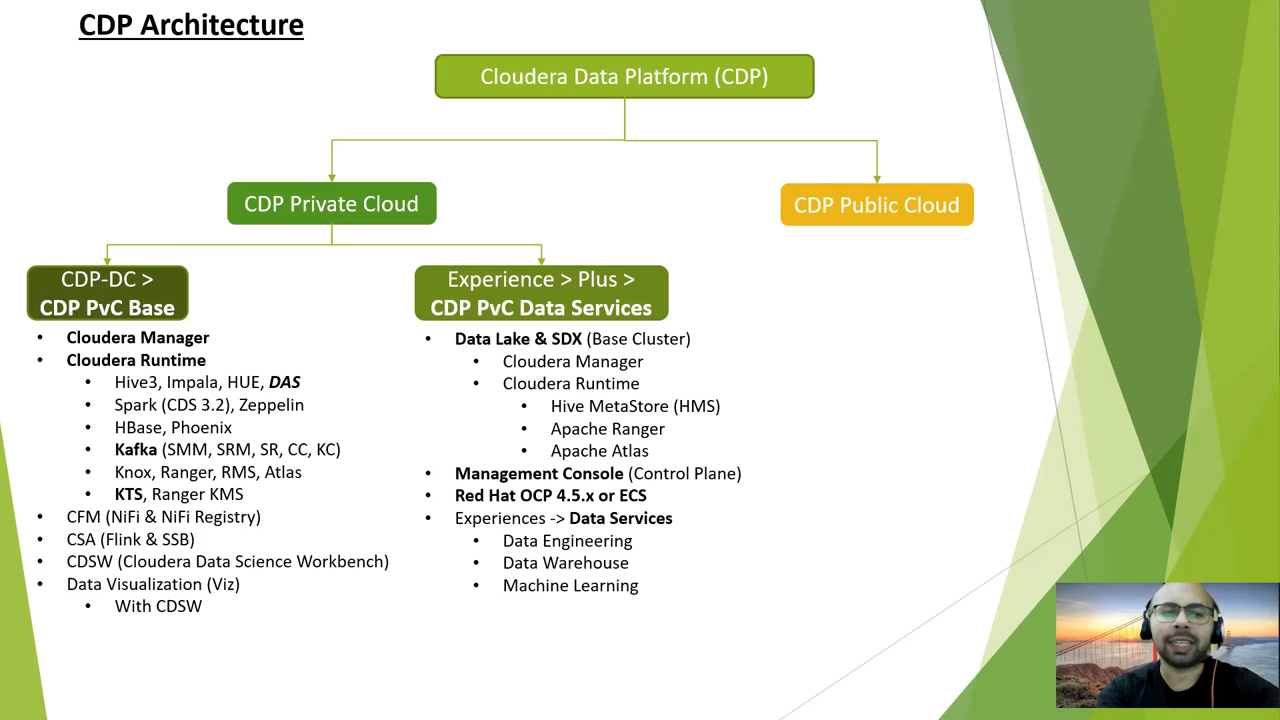 CDP Architecture
Cloudera Data Platform (CDP)
CDP Private Cloud
CDP Public Cloud
CDP-DC >
CDP PvC Base
• Cloudera Manager
• Cloudera Runtime
• Hive3, Impala, HUE, DAS
• Spark (CDS 3.2), Zeppelin
• HBase, Phoenix
• Kafka (SMM, SRM, SR, CC, KC)
• Knox, Ranger, RMS, Atlas
• KTS, Ranger KMS
• CFM (NiFi & NiFi Registry)
• CSA (Flink & SSB)
• CDSW (Cloudera Data Science Workbench)
• Data Visualization (Viz)
• With CDSW
Experience > Plus >
CDP PvC Data Services
• Data Lake & SDX (Base Cluster)
• Cloudera Manager
• Cloudera Runtime
• Hive MetaStore (HMS)
• Apache Ranger
• Apache Atlas
• Management Console (Control Plane)
• Red Hat OCP 4.5.x or ECS
• Experiences -> Data Services
• Data Engineering
• Data Warehouse
• Machine Learning